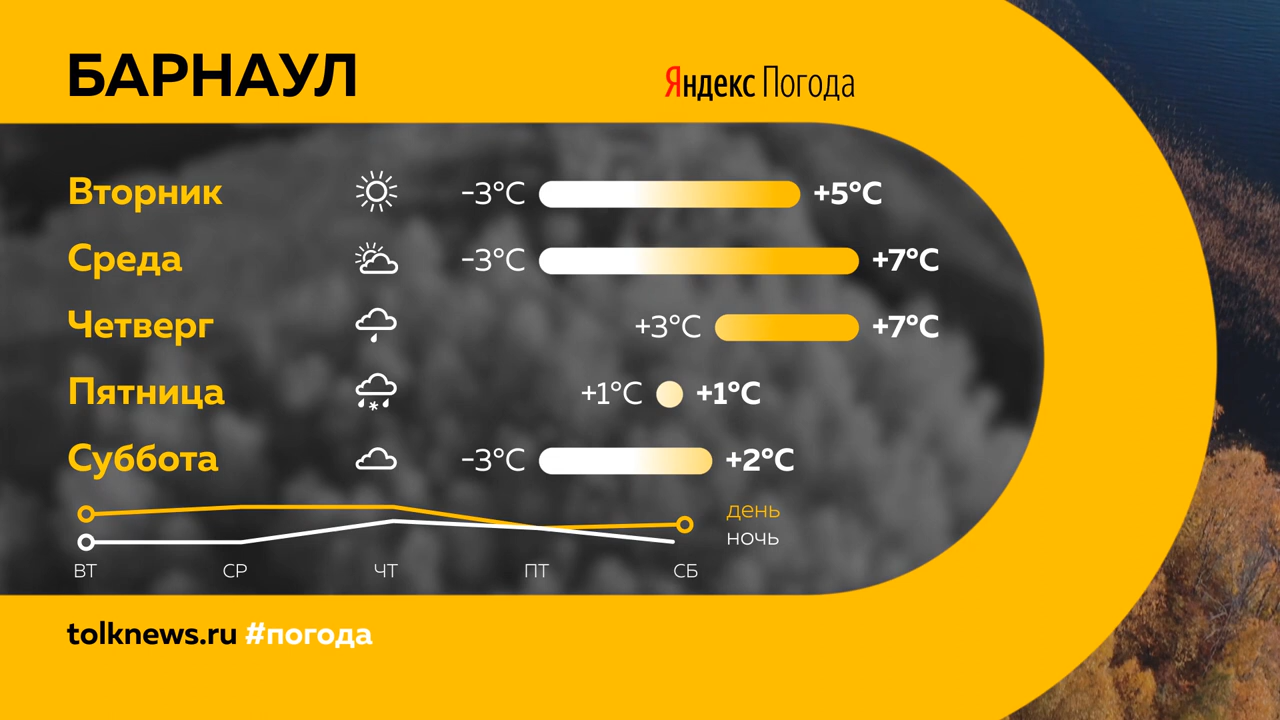 БАРНАУЛ
Яндекс Погода
Вторник -3°C +5°C
Среда -3°C +7°C
Четверг +3°C +7°C
Пятница +1°C +1°C
Суббота -3°C +2°C
день
ночь
ВТ СР ЧТ ПТ СБ
tolknews.ru #погода